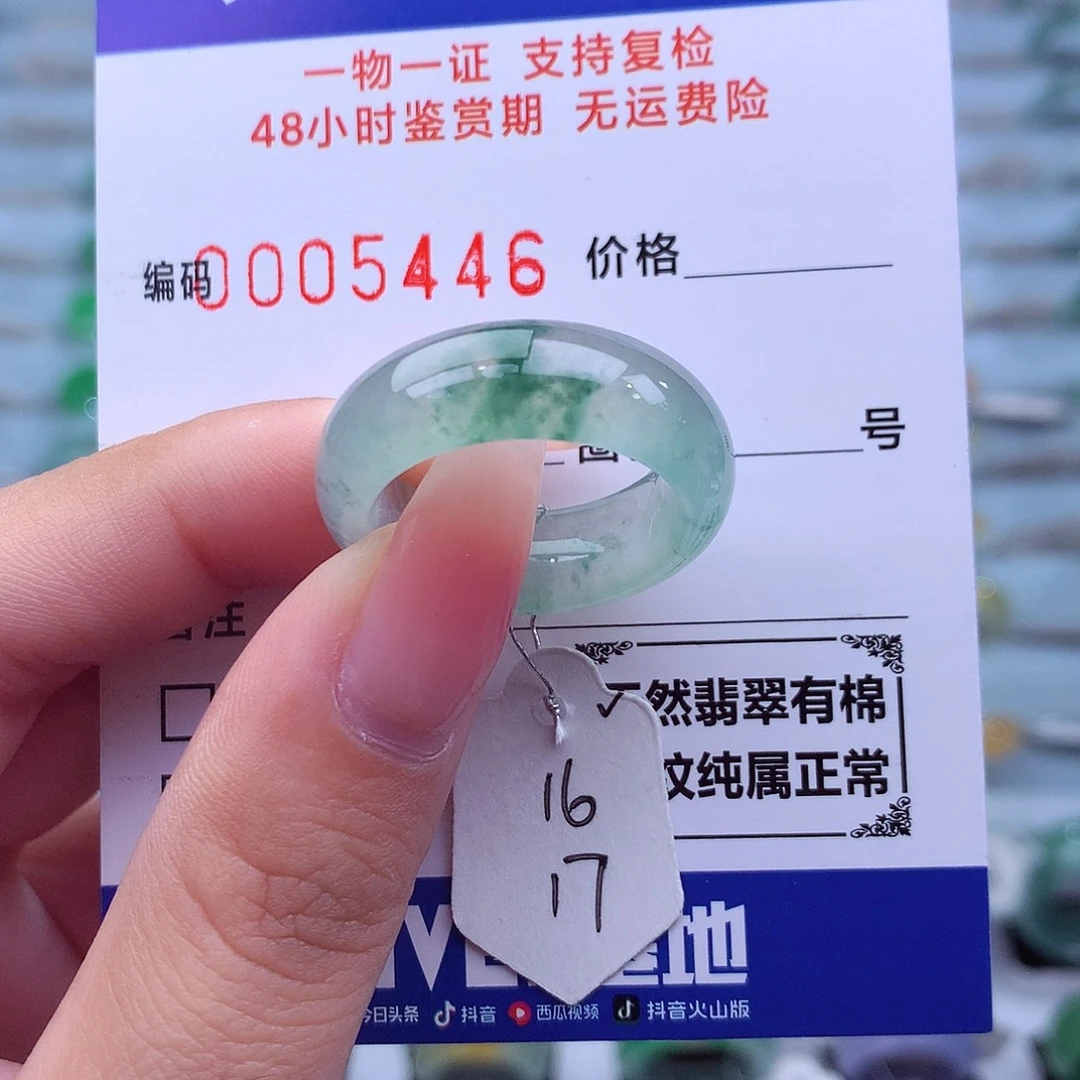 一物一证 支持复检
48小时鉴赏期 无运费险
编码0005446 价格
号
然翡翠有棉
纹纯属正常
16
17
基地
今日头条 抖音 西瓜视频 抖音火山版